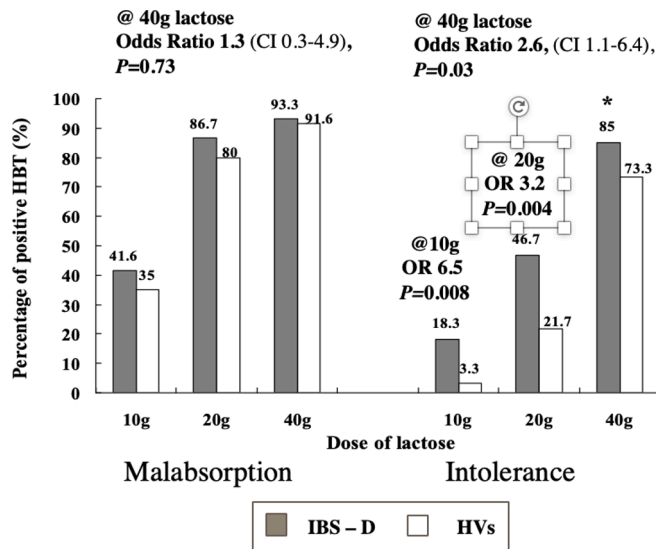 @ 40g lactose
Odds Ratio 1.3 (CI 0.3-4.9),
P=0.73
@ 40g lactose
Odds Ratio 2.6, (CI 1.1-6.4),
P=0.03
Percentage of positive HBT (%)
100
90
80
70
60
50
40
30
20
10
0
41.6
35
86.7
80
93.3
91.6
@10g
OR 6.5
P=0.008
18.3
3.3
@ 20g
OR 3.2
P=0.004
46.7
21.7
*
85
73.3
10g
20g
40g
10g
20g
40g
Dose of lactose
Malabsorption
Intolerance
IBS – D
HVs